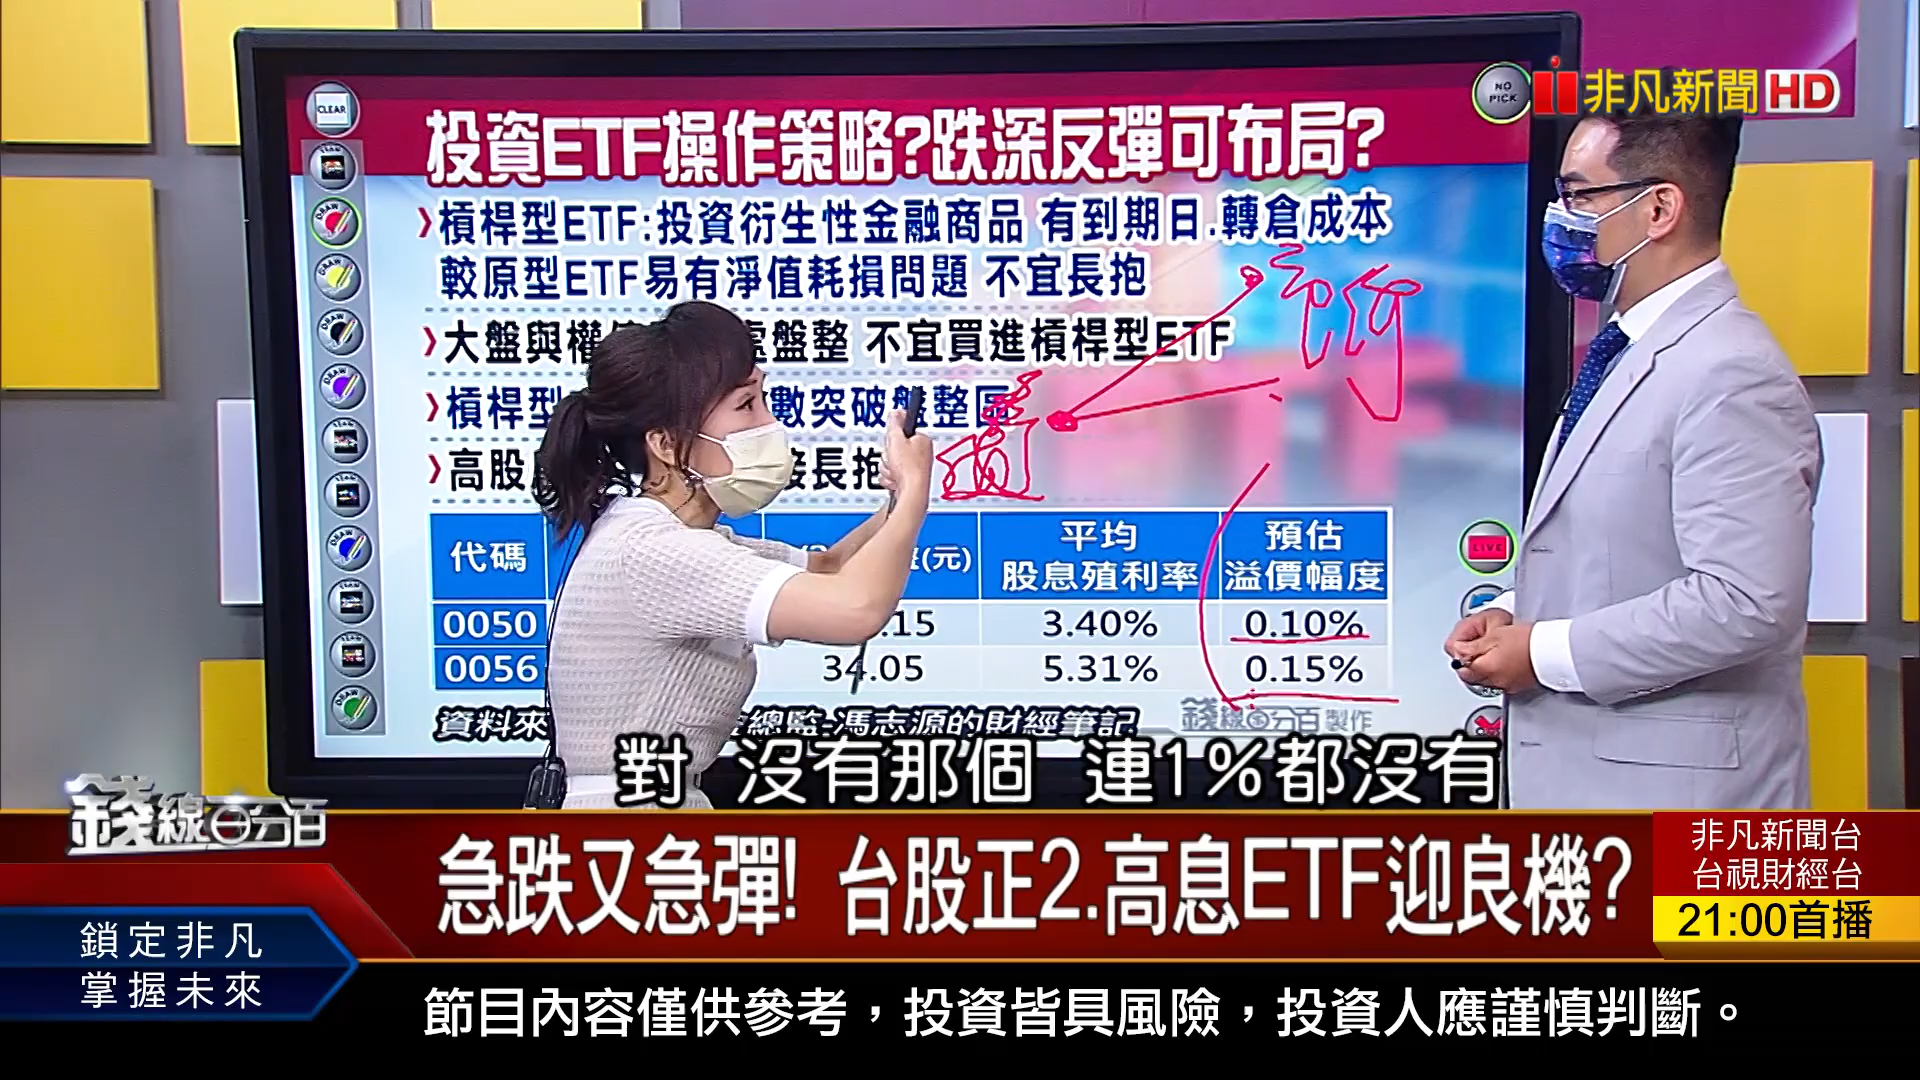 CLEAR
NO PICK
非凡新聞HD
投資ETF操作策略?跌深反彈可布局?
槓桿型ETF:投資衍生性金融商品 有到期日.轉倉成本
較原型ETF易有淨值耗損問題 不宜長抱
大盤與權 處盤整 不宜買進槓桿型ETF
槓桿型 數突破盤整區
高股 接長抱
代碼 (元) 平均股息殖利率 預估溢價幅度
0050 .15 3.40% 0.10%
0056 34.05 5.31% 0.15%
LIVE
資料來 總監-馮志源的財經筆記
錢線百分百 製作
對 沒有那個 連1%都沒有
錢線百分百
急跌又急彈! 台股正2.高息ETF迎良機?
非凡新聞台
台視財經台
21:00首播
鎖定非凡
掌握未來
節目內容僅供參考，投資皆具風險，投資人應謹慎判斷。